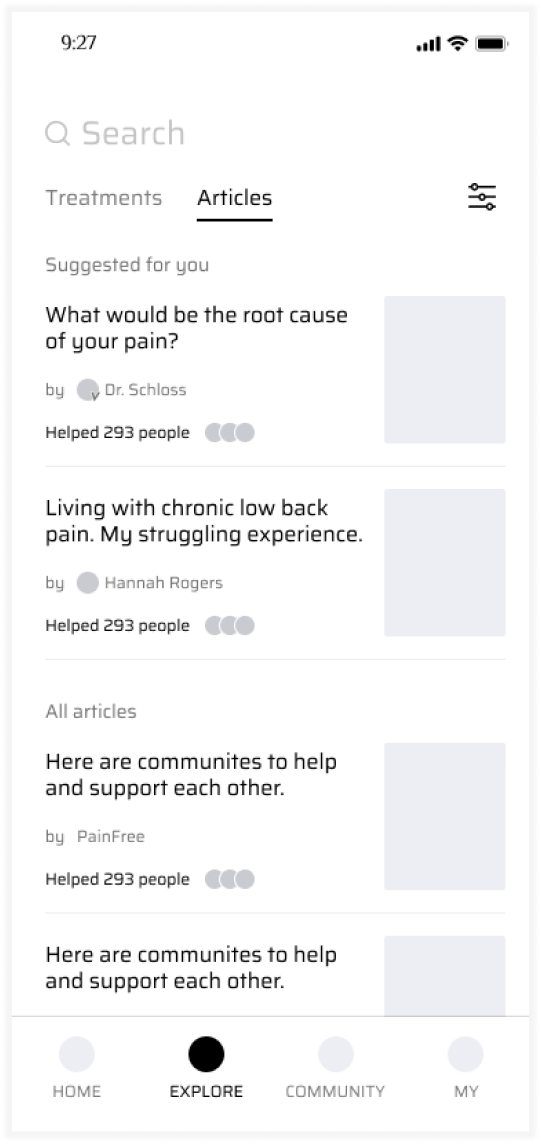 9:27
Search
Treatments Articles
Suggested for you
What would be the root cause
of your pain?
by Dr. Schloss
Helped 293 people
Living with chronic low back
pain. My struggling experience.
by Hannah Rogers
Helped 293 people
All articles
Here are communites to help
and support each other.
by PainFree
Helped 293 people
Here are communites to help
and support each other.
HOME EXPLORE COMMUNITY MY